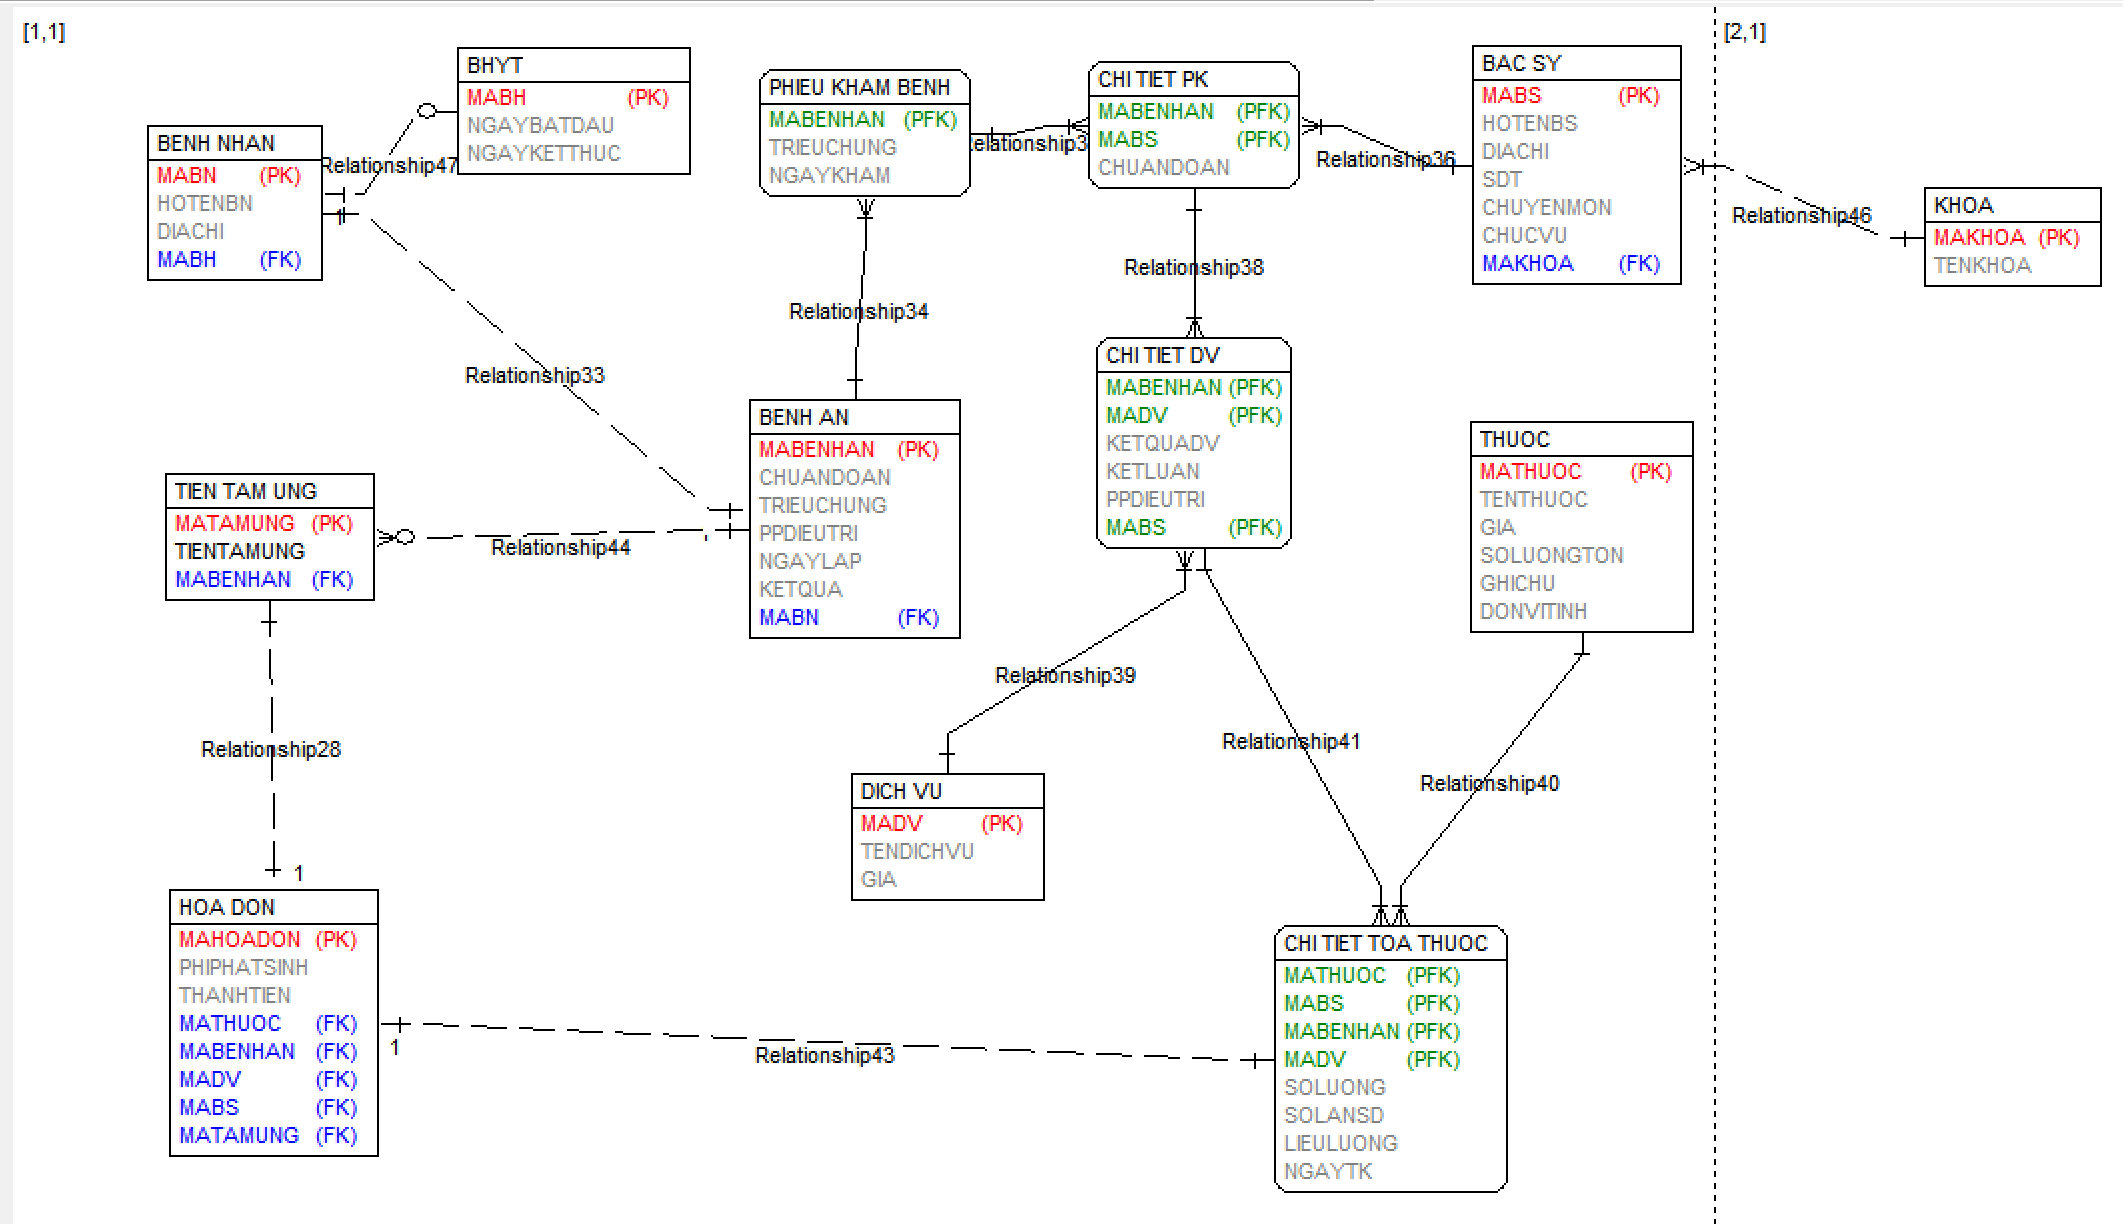 [1,1]
[2,1]
BHYT
MABH (PK)
NGAYBATDAU
NGAYKETTHUC
BENH NHAN
MABN (PK)
HOTENBN
DIACHI
MABH (FK)
Relationship47
PHIEU KHAM BENH
MABENHAN (PFK)
TRIEUCHUNG
NGAYKHAM
elationship3
CHI TIET PK
MABENHAN (PFK)
MABS (PFK)
CHUANDOAN
Relationship36
BAC SY
MABS (PK)
HOTENBS
DIACHI
SDT
CHUYENMON
CHUCVU
MAKHOA (FK)
Relationship46
KHOA
MAKHOA (PK)
TENKHOA
1
Relationship38
Relationship34
Relationship33
CHI TIET DV
MABENHAN (PFK)
MADV (PFK)
KETQUADV
KETLUAN
PPDIEUTRI
MABS (PFK)
BENH AN
MABENHAN (PK)
CHUANDOAN
TRIEUCHUNG
PPDIEUTRI
NGAYLAP
KETQUA
MABN (FK)
THUOC
MATHUOC (PK)
TENTHUOC
GIA
SOLUONGTON
GHICHU
DONVITINH
TIEN TAM UNG
MATAMUNG (PK)
TIENTAMUNG
MABENHAN (FK)
Relationship44
Relationship39
Relationship41
Relationship28
Relationship40
DICH VU
MADV (PK)
TENDICHVU
GIA
1
HOA DON
MAHOADON (PK)
PHIPHATSINH
THANHTIEN
MATHUOC (FK)
MABENHAN (FK)
MADV (FK)
MABS (FK)
MATAMUNG (FK)
1
Relationship43
CHI TIET TOA THUOC
MATHUOC (PFK)
MABS (PFK)
MABENHAN (PFK)
MADV (PFK)
SOLUONG
SOLANSD
LIEULUONG
NGAYTK